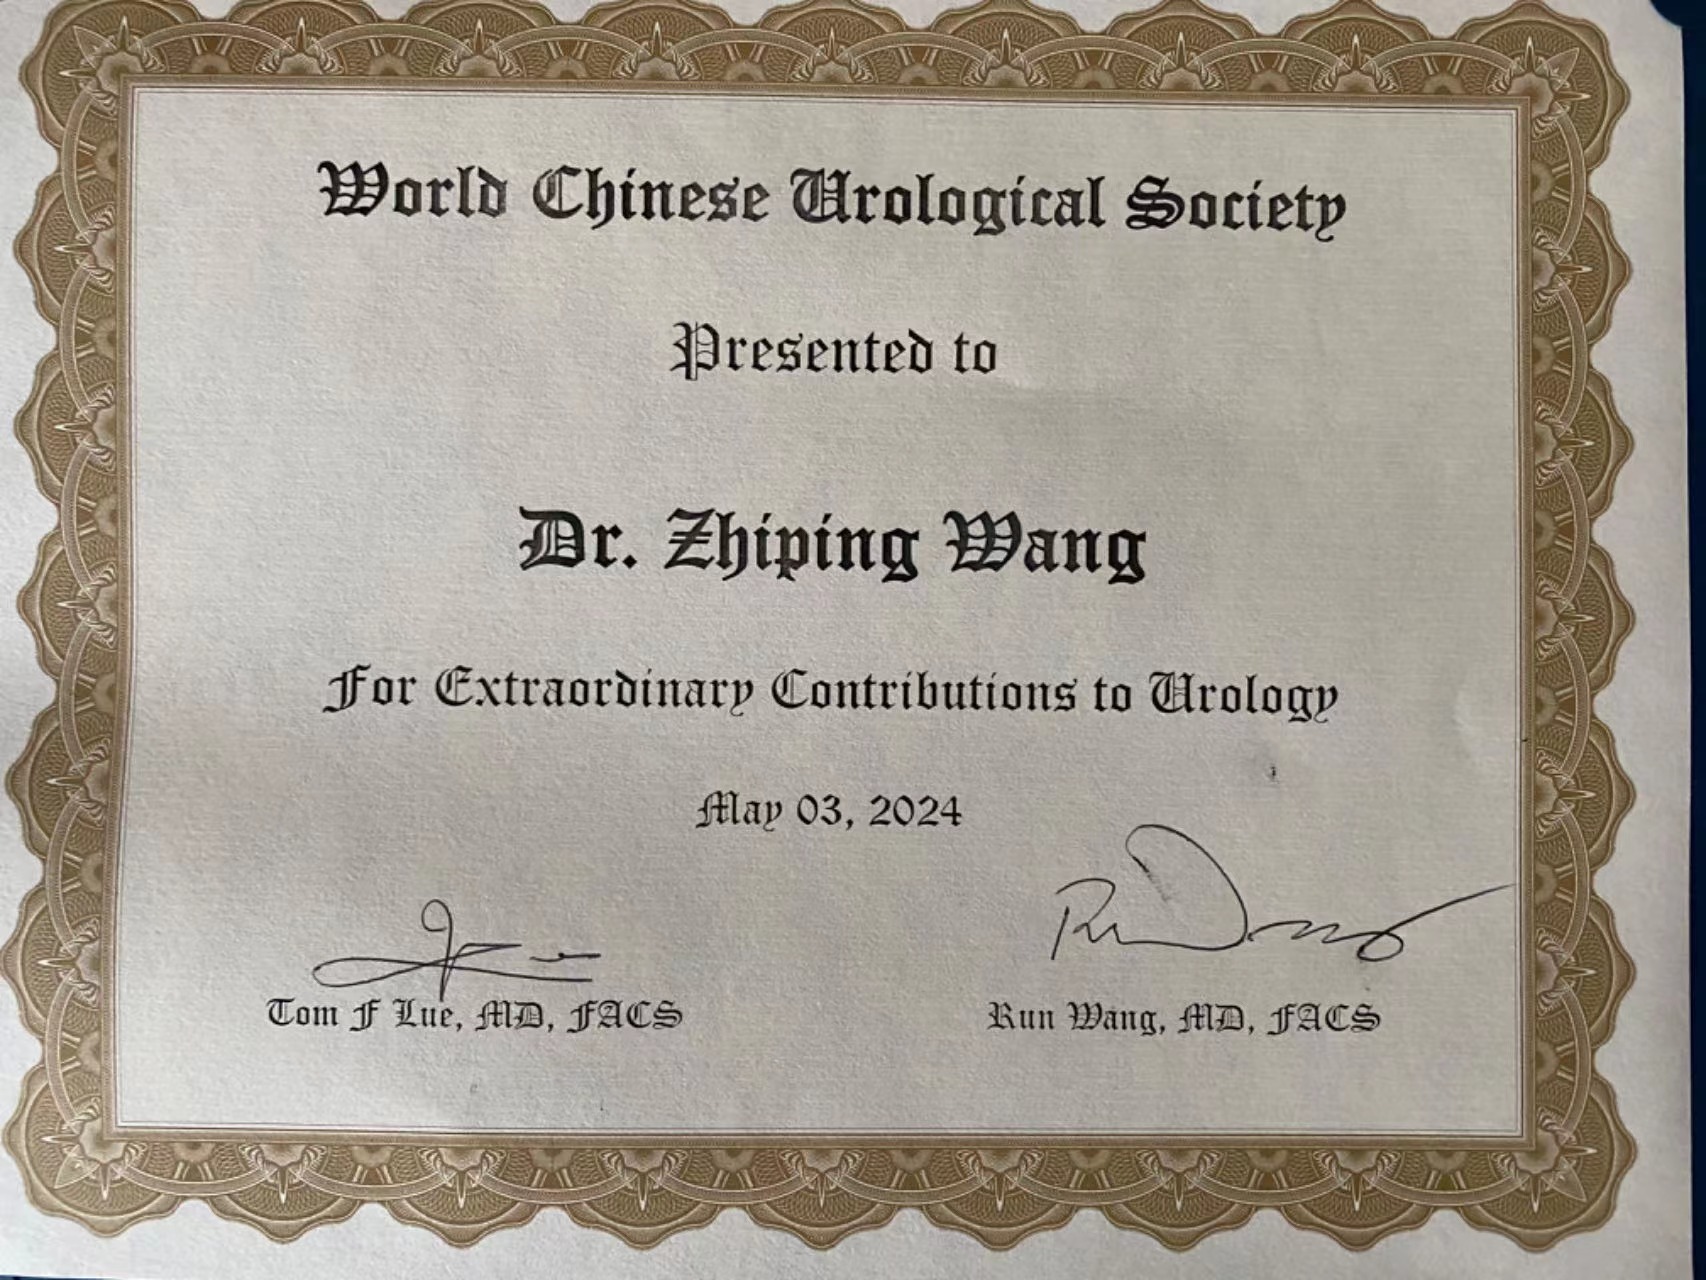 World Chinese Urological Society
Presented to
Dr. Zhiping Wang
For Extraordinary Contributions to Urology
May 03, 2024
Tom F Lue, MD, FACS
Run Wang, MD, FACS